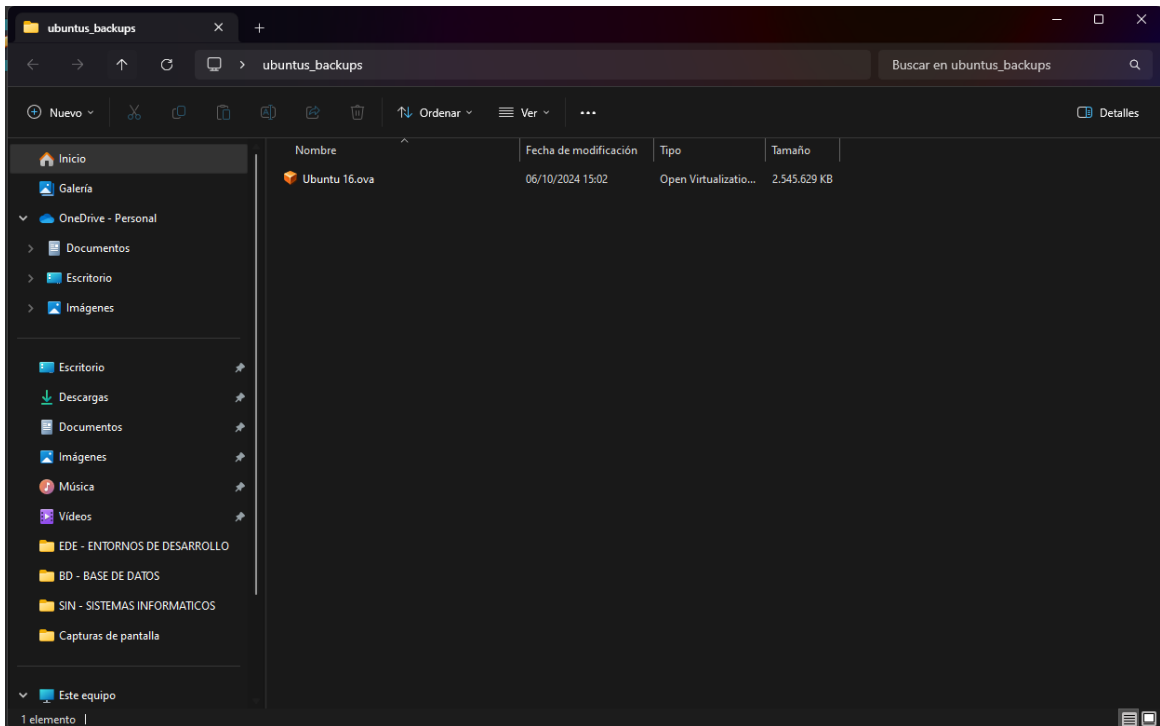 ubuntus_backups
ubuntus_backups
Buscar en ubuntus_backups
Nuevo
Ordenar
Ver
Detalles
Inicio
Galería
OneDrive - Personal
Documentos
Escritorio
Imágenes
Escritorio
Descargas
Documentos
Imágenes
Música
Vídeos
EDE - ENTORNOS DE DESARROLLO
BD - BASE DE DATOS
SIN - SISTEMAS INFORMATICOS
Capturas de pantalla
Este equipo
Nombre Fecha de modificación Tipo Tamaño
Ubuntu 16.ova 06/10/2024 15:02 Open Virtualizatio... 2.545.629 KB
1 elemento